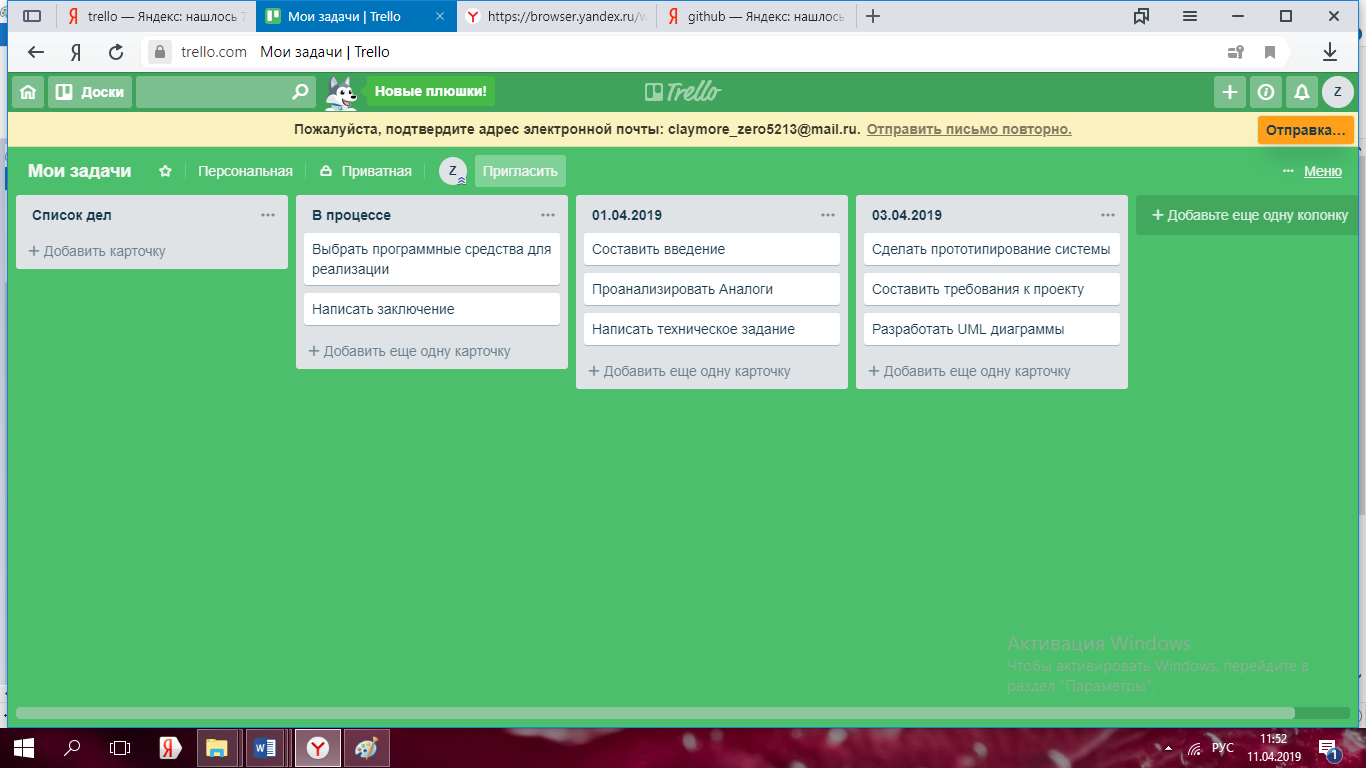 trello — Яндекс: нашлось 7
Мои задачи | Trello
https://browser.yandex.ru/w
github — Яндекс: нашлось
trello.com Мои задачи | Trello
Доски
Новые плюшки!
Trello
Z
Пожалуйста, подтвердите адрес электронной почты: claymore_zero5213@mail.ru. Отправить письмо повторно.
Отправка…
Мои задачи
Персональная
Приватная
Z
Пригласить
··· Меню
Список дел
+ Добавить карточку
В процессе
Выбрать программные средства для
реализации
Написать заключение
+ Добавить еще одну карточку
01.04.2019
Составить введение
Проанализировать Аналоги
Написать техническое задание
+ Добавить еще одну карточку
03.04.2019
Сделать прототипирование системы
Составить требования к проекту
Разработать UML диаграммы
+ Добавить еще одну карточку
+ Добавьте еще одну колонку
Активация Windows
Чтобы активировать Windows, перейдите в
раздел "Параметры".
РУС
11:52
11.04.2019
1